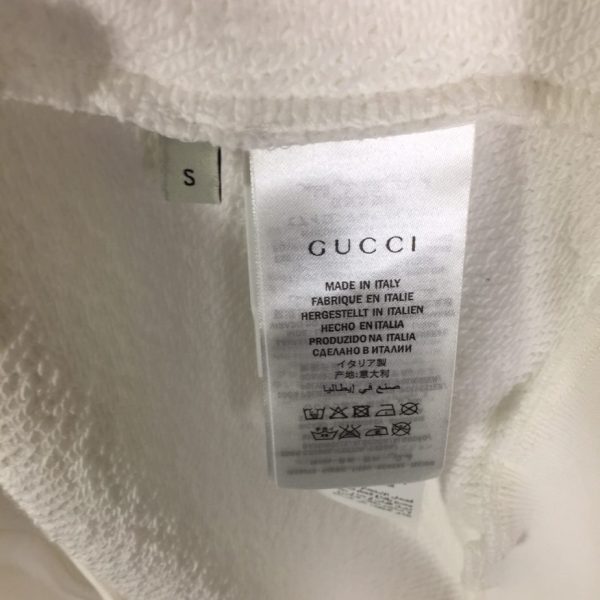 S
GUCCI
MADE IN ITALY
FABRIQUE EN ITALIE
HERGESTELLT IN ITALIEN
HECHO EN ITALIA
PRODUZIDO NA ITALIA
СДЕЛАНО В ИТАЛИИ
イタリア製
产地:意大利
صنع في إيطاليا